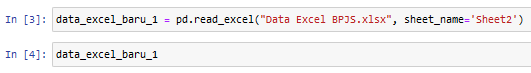 In [3]: data_excel_baru_1 = pd.read_excel("Data Excel BPJS.xlsx", sheet_name='Sheet2')
In [4]: data_excel_baru_1